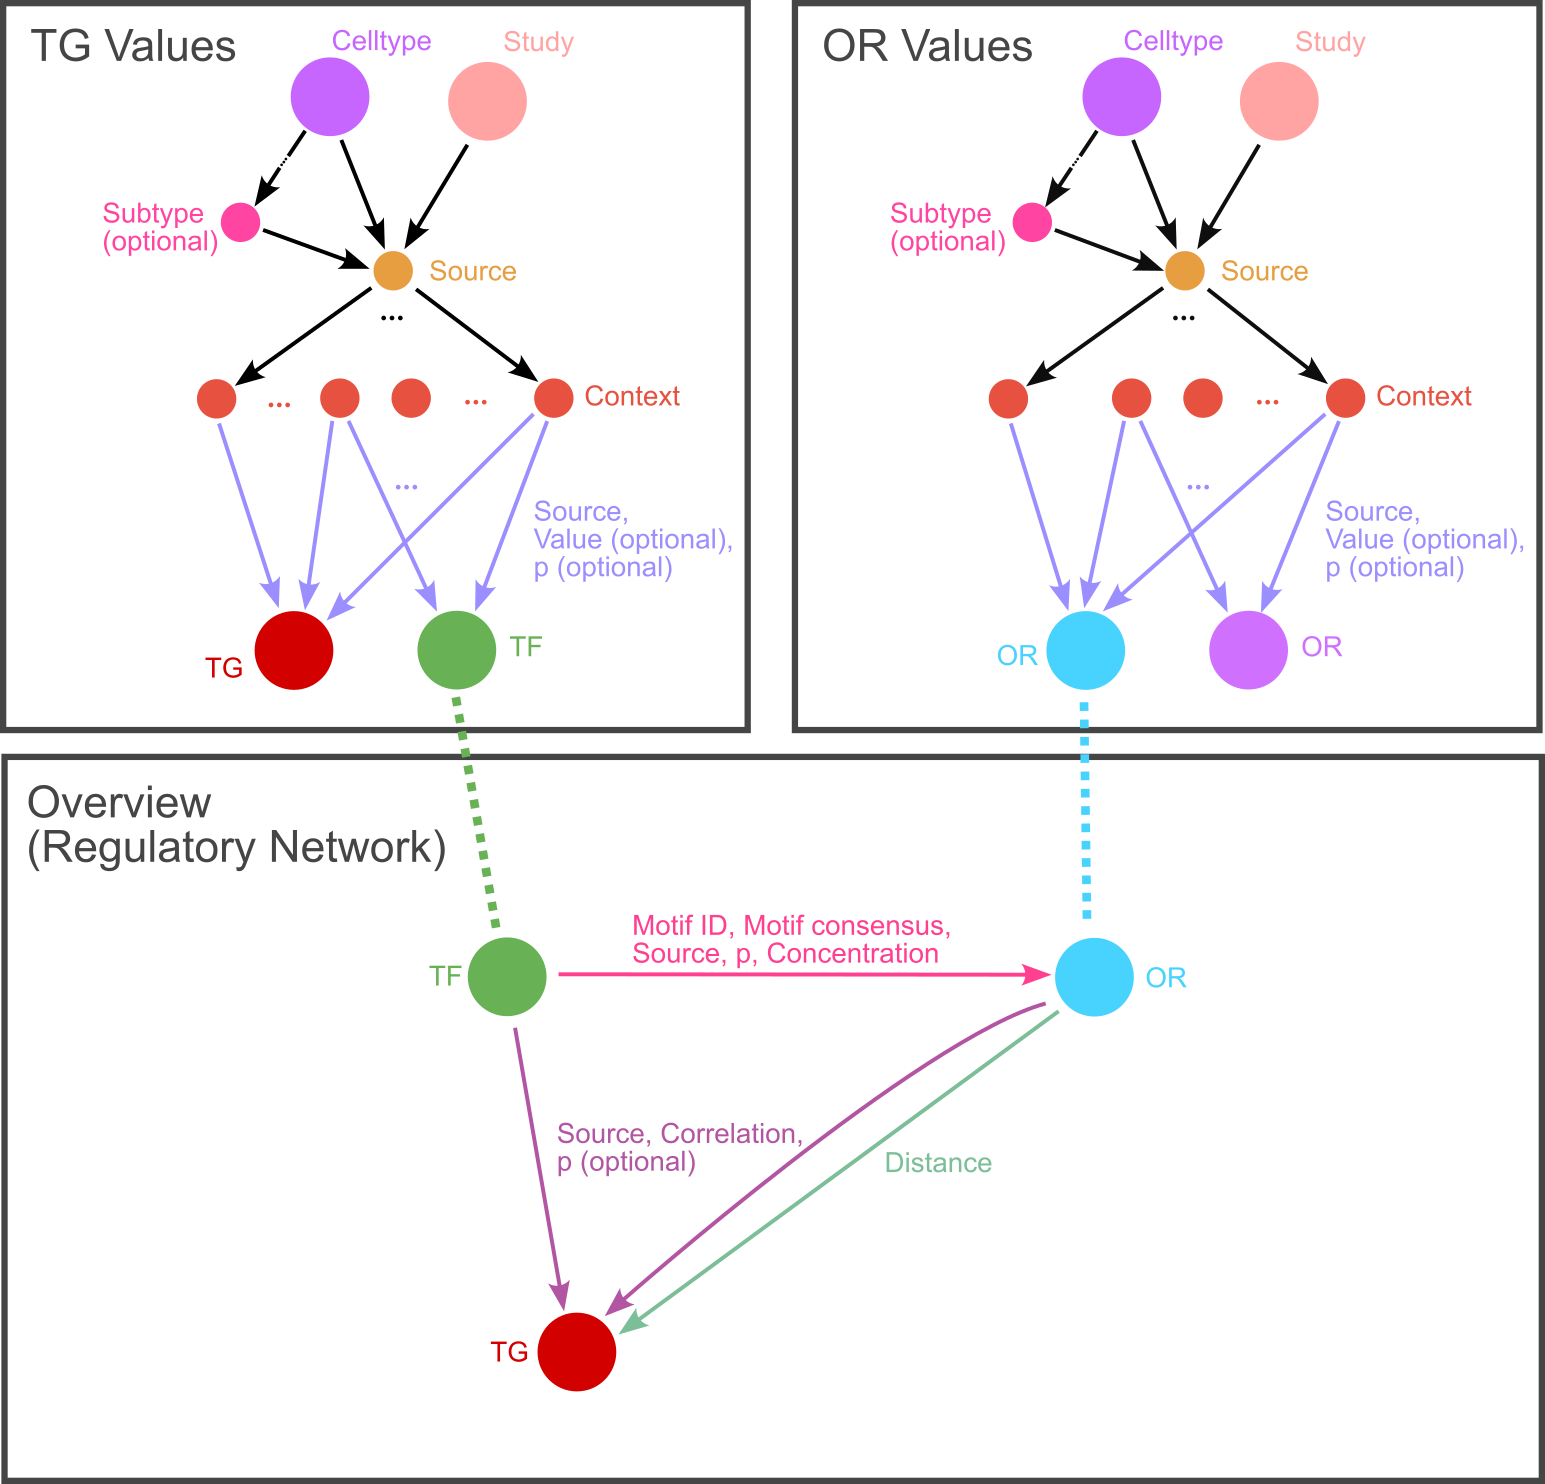 TG Values
Celltype
Study
Subtype
(optional)
Source
...
...
...
Context
...
Source,
Value (optional),
p (optional)
TG
TF
OR Values
Celltype
Study
Subtype
(optional)
Source
...
...
Context
...
Source,
Value (optional),
p (optional)
OR
OR
Overview
(Regulatory Network)
Motif ID, Motif consensus,
Source, p, Concentration
TF
OR
Source, Correlation,
p (optional)
Distance
TG